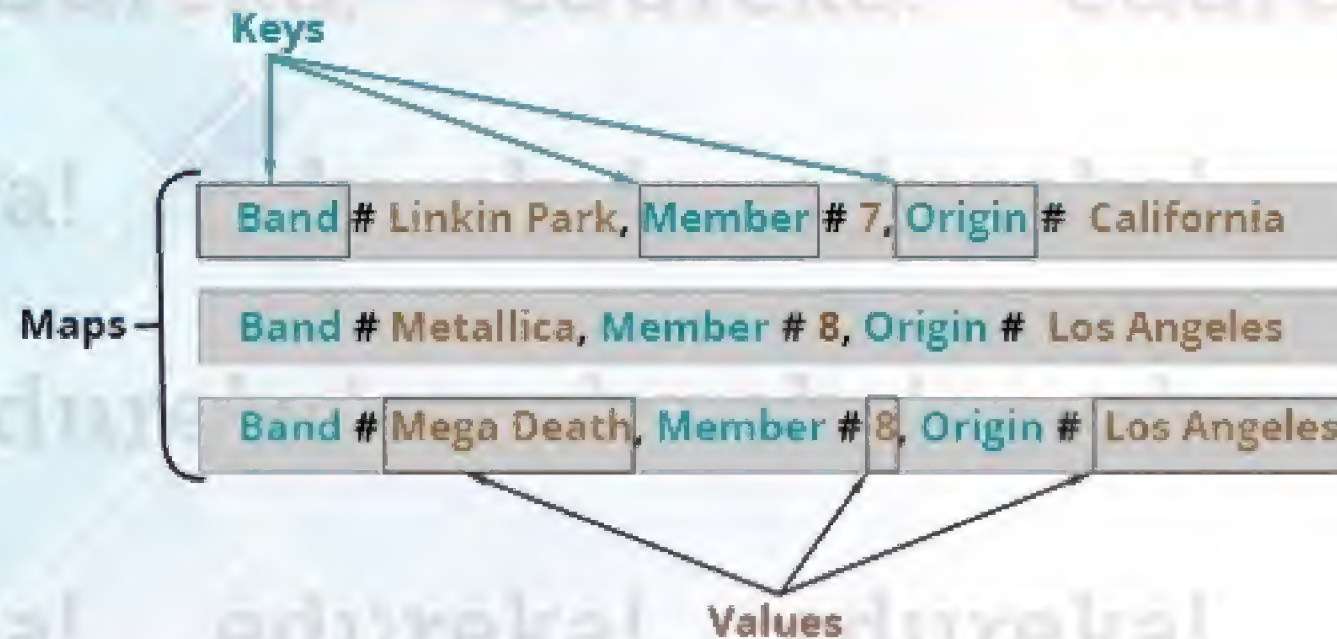 Keys
Band # Linkin Park, Member # 7, Origin # California
Maps
Band # Metallica, Member # 8, Origin # Los Angeles
Band # Mega Death, Member # 8, Origin # Los Angeles
Values
edureka!